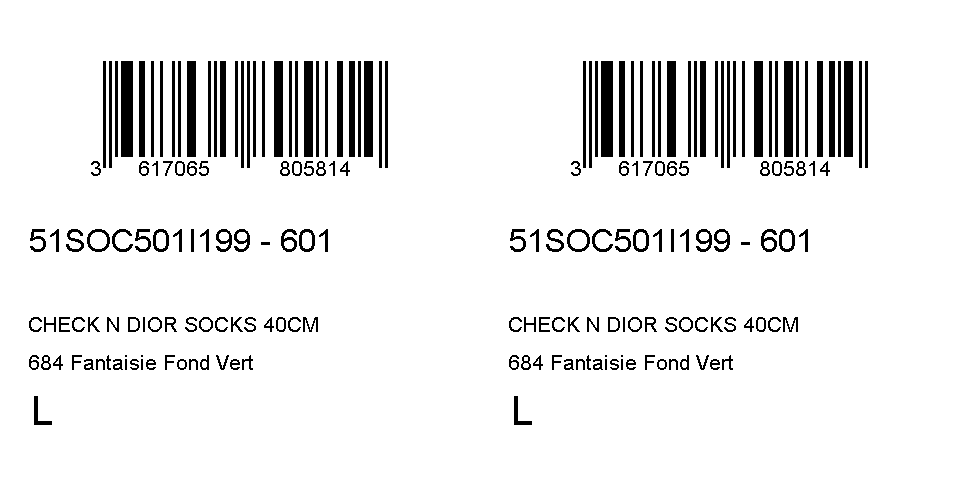 3 617065 805814
51SOC501I199 - 601
CHECK N DIOR SOCKS 40CM
684 Fantaisie Fond Vert
L
3 617065 805814
51SOC501I199 - 601
CHECK N DIOR SOCKS 40CM
684 Fantaisie Fond Vert
L